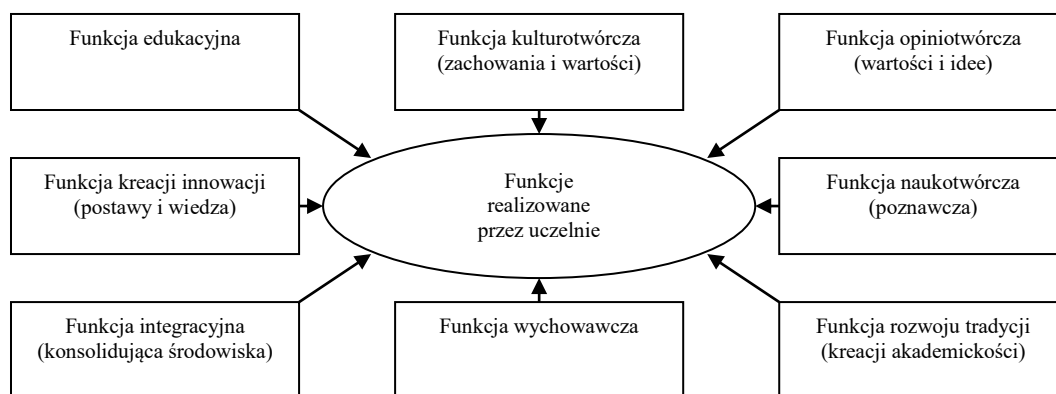 Funkcja edukacyjna
Funkcja kulturotwórcza
(zachowania i wartości)
Funkcja opiniotwórcza
(wartości i idee)
Funkcja kreacji innowacji
(postawy i wiedza)
Funkcje
realizowane
przez uczelnie
Funkcja naukotwórcza
(poznawcza)
Funkcja integracyjna
(konsolidująca środowiska)
Funkcja wychowawcza
Funkcja rozwoju tradycji
(kreacji akademickości)